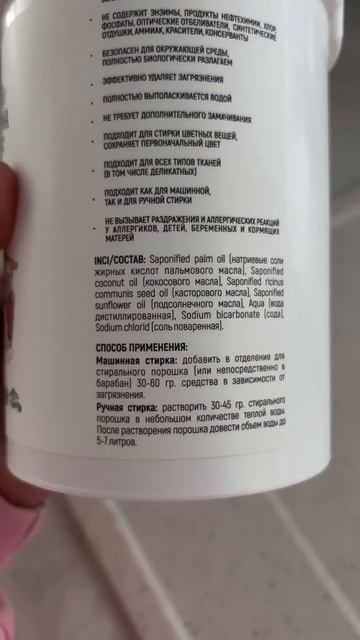 НЕ СОДЕРЖИТ ЭНЗИМЫ, ПРОДУКТЫ НЕФТЕХИМИИ, ХЛОР,
ФОСФАТЫ, ОПТИЧЕСКИЕ ОТБЕЛИВАТЕЛИ, СИНТЕТИЧЕСКИЕ
ОТДУШКИ, АММИАК, КРАСИТЕЛИ, КОНСЕРВАНТЫ
БЕЗОПАСЕН ДЛЯ ОКРУЖАЮЩЕЙ СРЕДЫ,
ПОЛНОСТЬЮ БИОЛОГИЧЕСКИ РАЗЛАГАЕМ
ЭФФЕКТИВНО УДАЛЯЕТ ЗАГРЯЗНЕНИЯ
ПОЛНОСТЬЮ ВЫПОЛАСКИВАЕТСЯ ВОДОЙ
НЕ ТРЕБУЕТ ДОПОЛНИТЕЛЬНОГО ЗАМАЧИВАНИЯ
ПОДХОДИТ ДЛЯ СТИРКИ ЦВЕТНЫХ ВЕЩЕЙ,
СОХРАНЯЕТ ПЕРВОНАЧАЛЬНЫЙ ЦВЕТ
ПОДХОДИТ ДЛЯ ВСЕХ ТИПОВ ТКАНЕЙ
(В ТОМ ЧИСЛЕ ДЕЛИКАТНЫХ)
ПОДХОДИТ КАК ДЛЯ МАШИННОЙ,
ТАК И ДЛЯ РУЧНОЙ СТИРКИ
НЕ ВЫЗЫВАЕТ РАЗДРАЖЕНИЯ И АЛЛЕРГИЧЕСКИХ РЕАКЦИЙ
У АЛЛЕРГИКОВ, ДЕТЕЙ, БЕРЕМЕННЫХ И КОРМЯЩИХ
МАТЕРЕЙ
INCI/СОСТАВ: Saponified palm oil (натриевые соли
жирных кислот пальмового масла), Saponified
coconut oil (кокосового масла), Saponified ricinus
communis seed oil (касторового масла), Saponified
sunflower oil (подсолнечного масла), Aqua (вода
дистиллированная), Sodium bicarbonate (сода),
Sodium chlorid (соль поваренная).
СПОСОБ ПРИМЕНЕНИЯ:
Машинная стирка: добавить в отделение для
стирального порошка (или непосредственно в
барабан) 30-60 гр. средства в зависимости от
загрязнения.
Ручная стирка: растворить 30-45 гр. стирального
порошка в небольшом количестве теплой воды.
После растворения порошка довести объем воды до
5-7 литров.